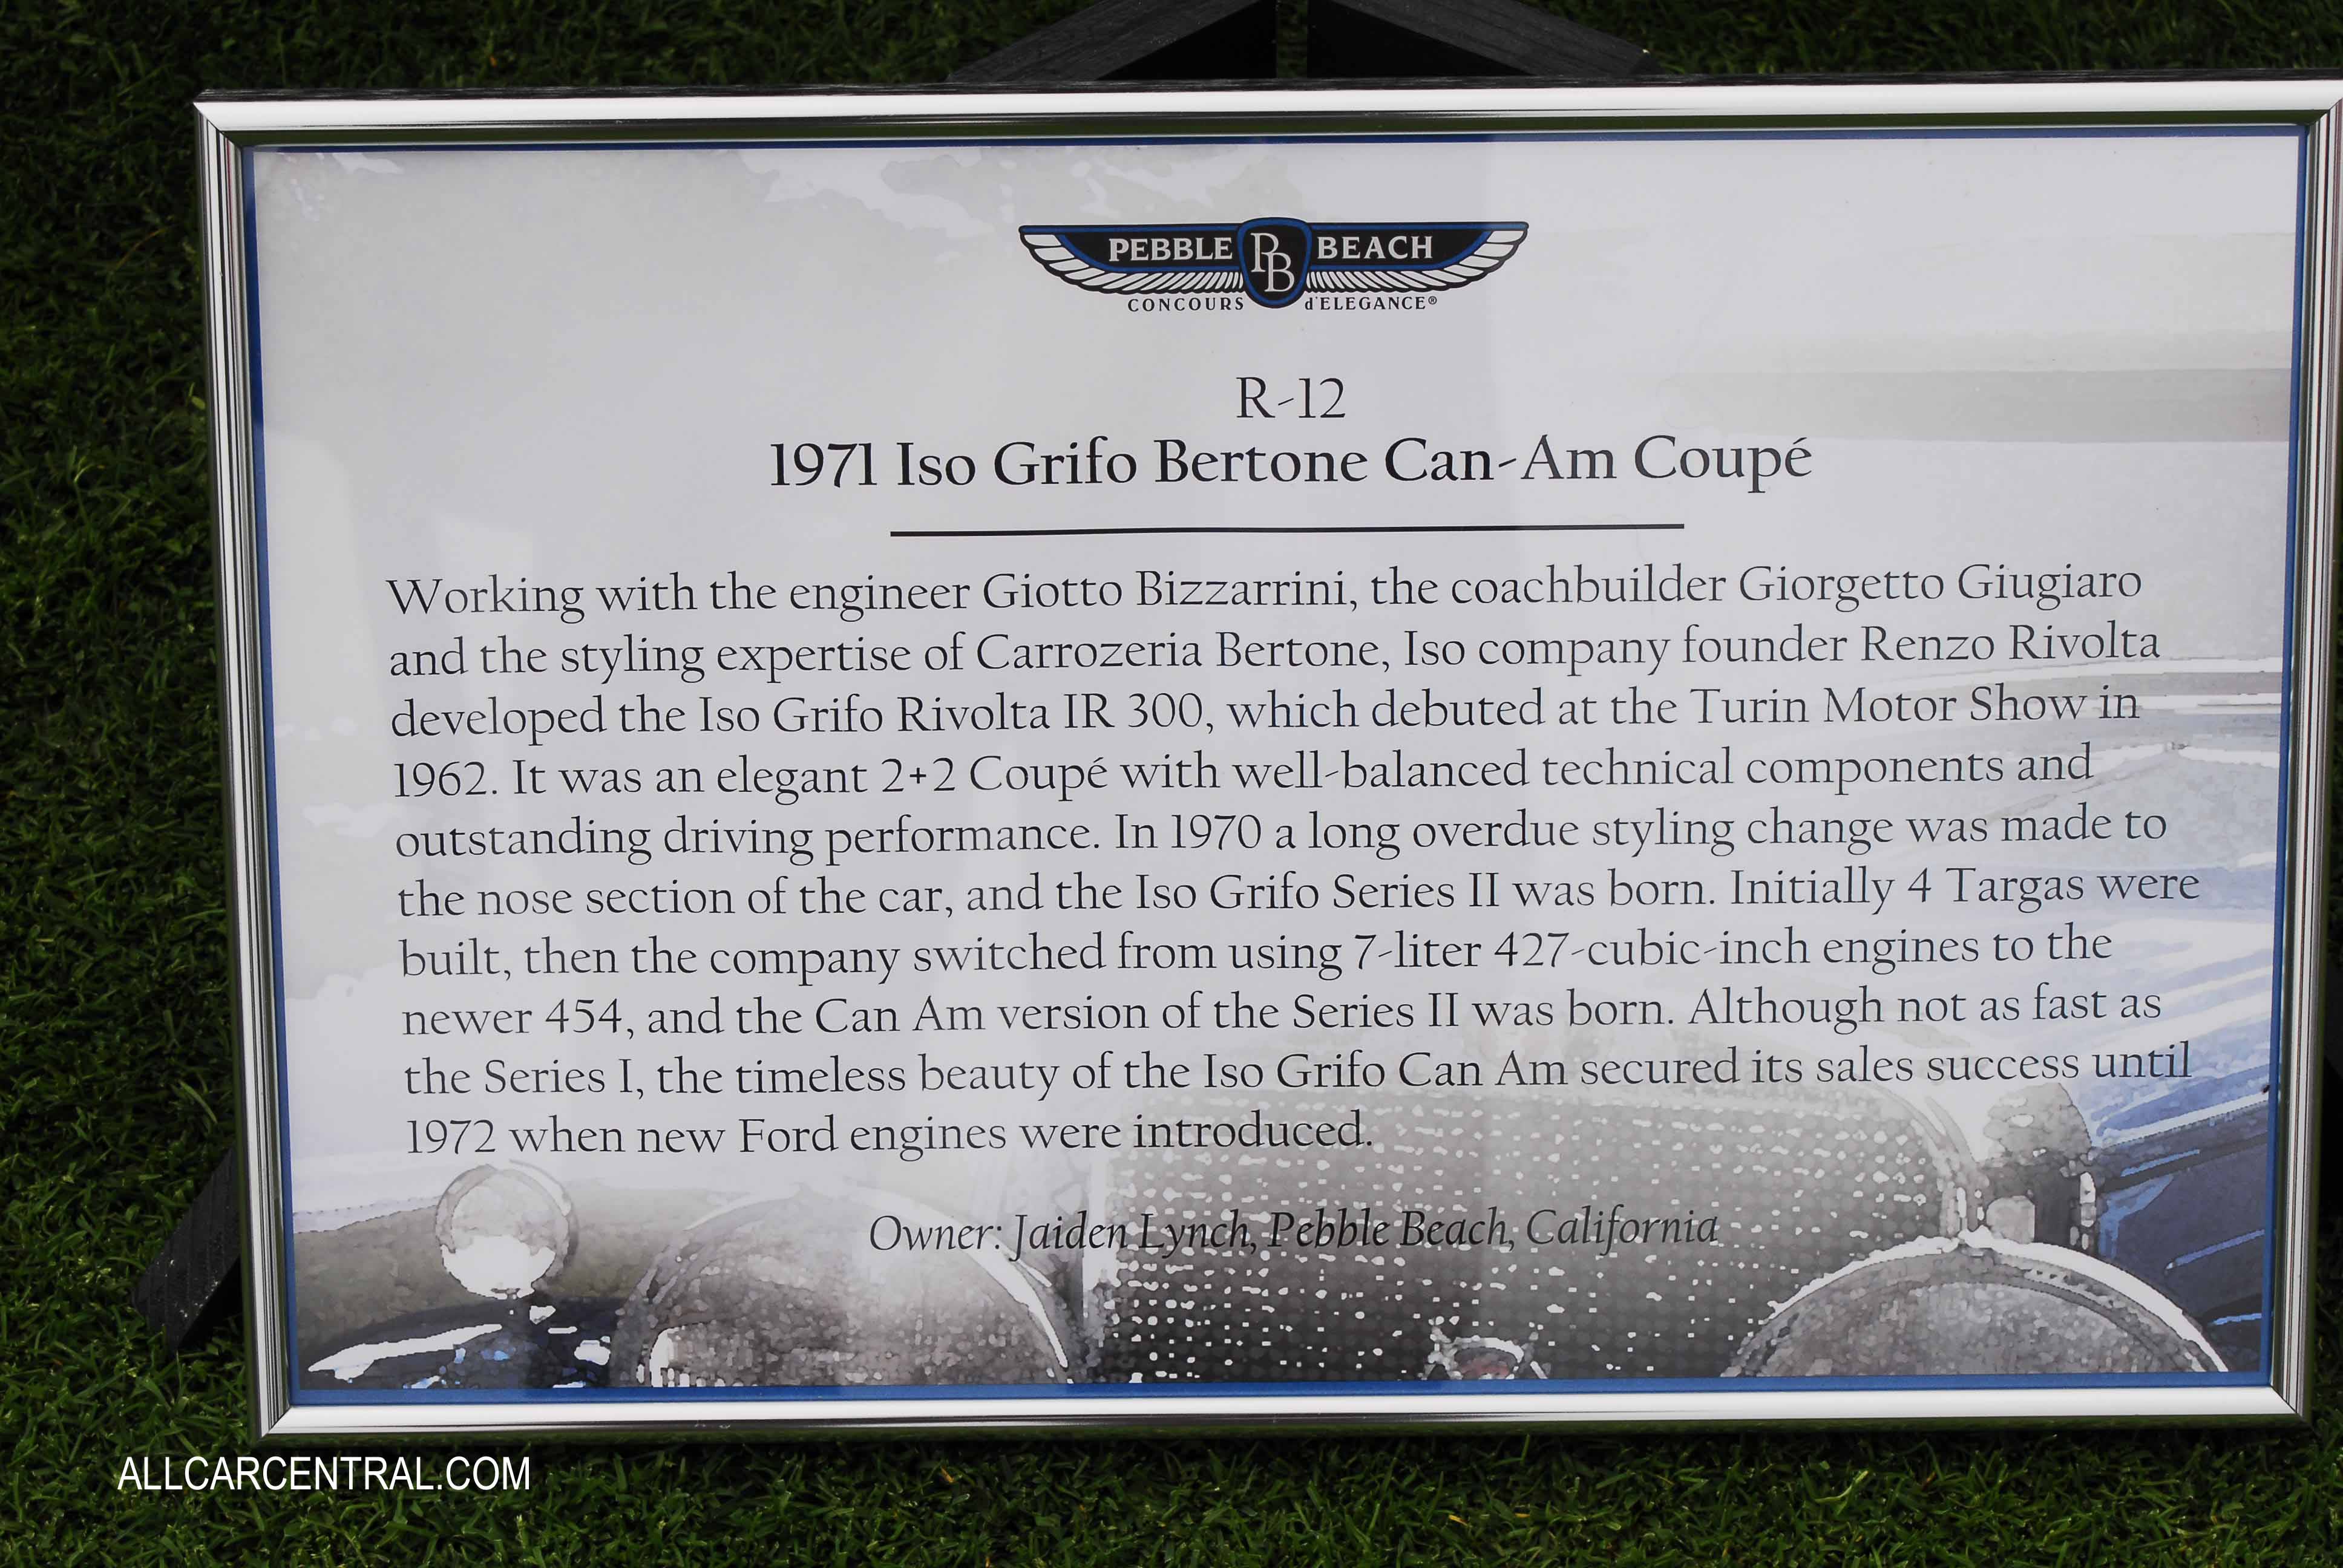 PEBBLE PB BEACH
CONCOURS d'ELEGANCE®
R-12
1971 Iso Grifo Bertone Can-Am Coupé
Working with the engineer Giotto Bizzarrini, the coachbuilder Giorgetto Giugiaro
and the styling expertise of Carrozeria Bertone, Iso company founder Renzo Rivolta
developed the Iso Grifo Rivolta IR 300, which debuted at the Turin Motor Show in
1962. It was an elegant 2+2 Coupé with well-balanced technical components and
outstanding driving performance. In 1970 a long overdue styling change was made to
the nose section of the car, and the Iso Grifo Series II was born. Initially 4 Targas were
built, then the company switched from using 7-liter 427-cubic-inch engines to the
newer 454, and the Can Am version of the Series II was born. Although not as fast as
the Series I, the timeless beauty of the Iso Grifo Can Am secured its sales success until
1972 when new Ford engines were introduced.
Owner: Jaiden Lynch, Pebble Beach, California
ALLCARCENTRAL.COM